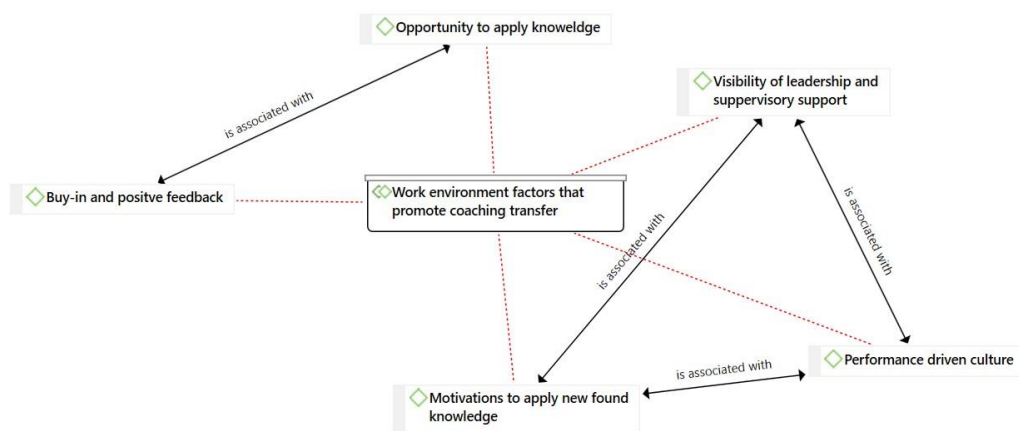 Opportunity to apply knoweldge
Visibility of leadership and
suppervisory support
is associated with
Buy-in and positve feedback
Work environment factors that
promote coaching transfer
is associated with
is associated with
Performance driven culture
is associated with
Motivations to apply new found
knowledge